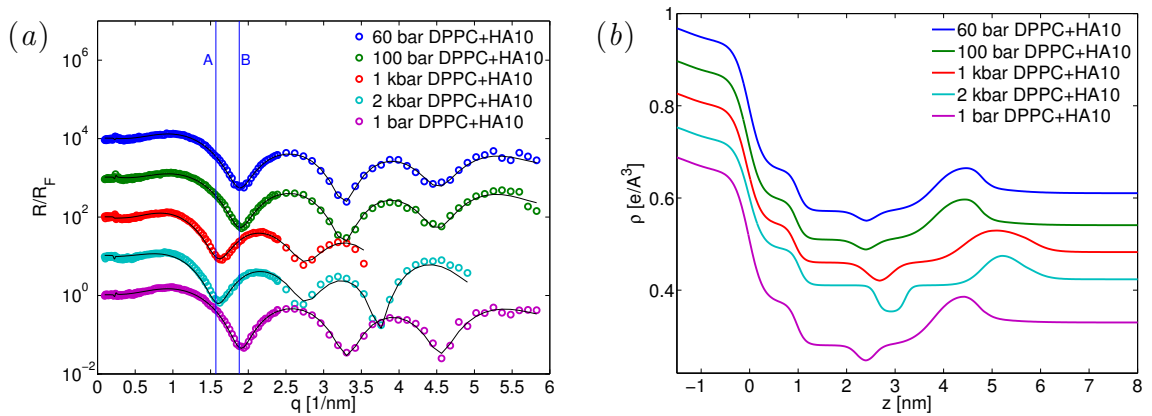 (a)
10^6
10^4
10^2
10^0
10^-2
R/R_F
A
B
60 bar DPPC+HA10
100 bar DPPC+HA10
1 kbar DPPC+HA10
2 kbar DPPC+HA10
1 bar DPPC+HA10
0 0.5 1 1.5 2 2.5 3 3.5 4 4.5 5 5.5 6
q [1/nm]
(b)
1
0.8
0.6
0.4
ρ [e/A^3]
60 bar DPPC+HA10
100 bar DPPC+HA10
1 kbar DPPC+HA10
2 kbar DPPC+HA10
1 bar DPPC+HA10
−1 0 1 2 3 4 5 6 7 8
z [nm]